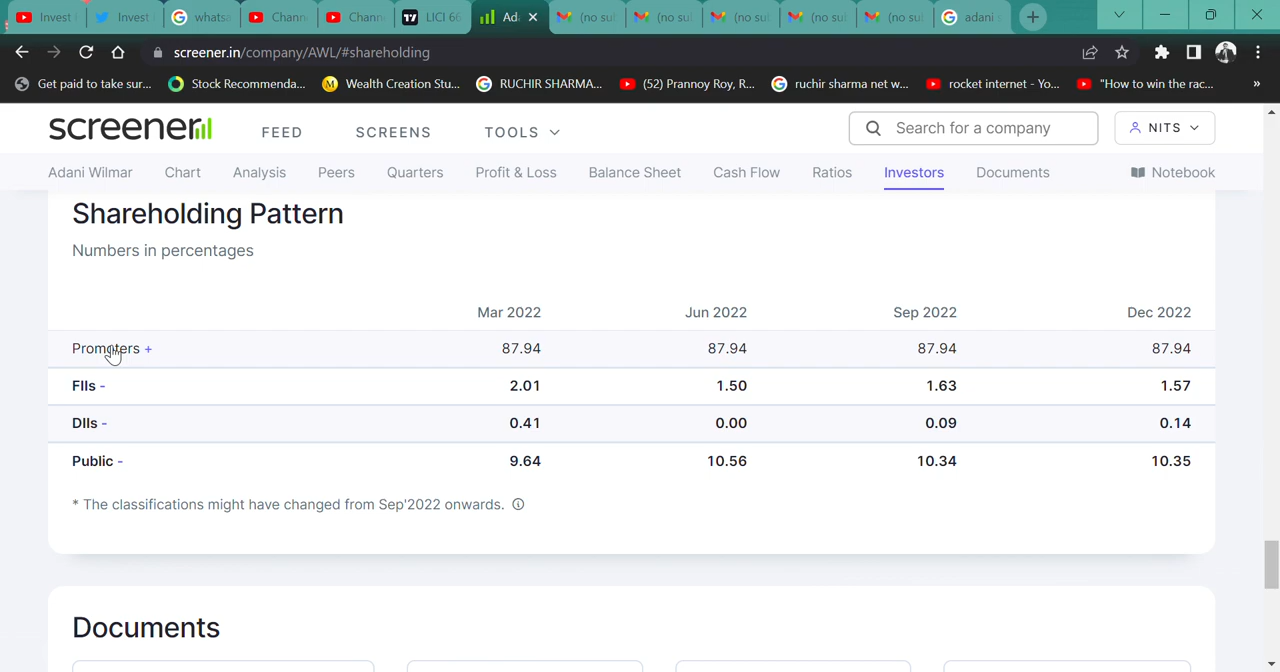 Invest
Invest
whatsa
Chann
Chann
LICI 66
Ad
(no su
(no su
(no su
(no su
(no su
adani s
screener.in/company/AWL/#shareholding
Get paid to take sur...
Stock Recommenda...
Wealth Creation Stu...
RUCHIR SHARMA...
(52) Prannoy Roy, R...
ruchir sharma net w...
rocket internet - Yo...
"How to win the rac...
»
screener
FEED
SCREENS
TOOLS
Search for a company
NITS
Adani Wilmar
Chart
Analysis
Peers
Quarters
Profit & Loss
Balance Sheet
Cash Flow
Ratios
Investors
Documents
Notebook
Shareholding Pattern
Numbers in percentages
Mar 2022 Jun 2022 Sep 2022 Dec 2022
Promoters + 87.94 87.94 87.94 87.94
FIIs - 2.01 1.50 1.63 1.57
DIIs - 0.41 0.00 0.09 0.14
Public - 9.64 10.56 10.34 10.35
* The classifications might have changed from Sep'2022 onwards.
Documents